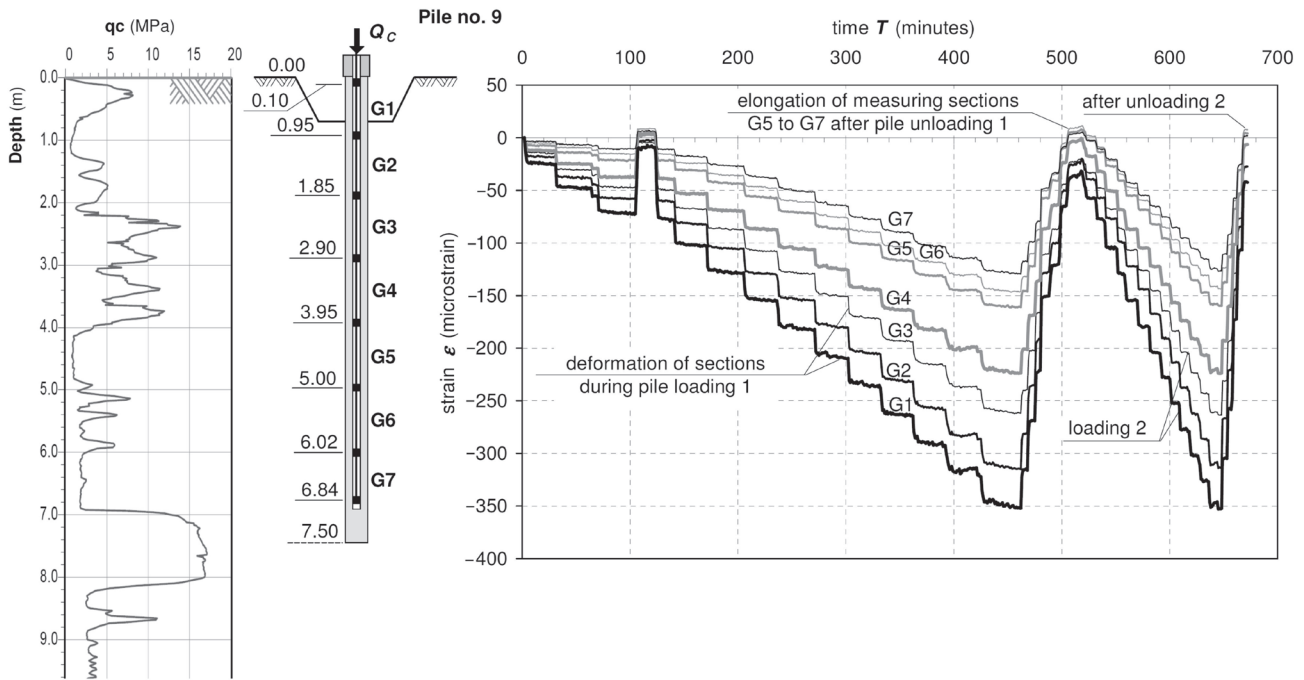 Pile no. 9
qc (MPa)
0 5 10 15 20
Depth (m)
0.0
1.0
2.0
3.0
4.0
5.0
6.0
7.0
8.0
9.0
Qc
0.00
0.10
0.95
1.85
2.90
3.95
5.00
6.02
6.84
7.50
G1
G2
G3
G4
G5
G6
G7
time T (minutes)
0 100 200 300 400 500 600 700
strain ε (microstrain)
50
0
−50
−100
−150
−200
−250
−300
−350
−400
elongation of measuring sections
G5 to G7 after pile unloading 1
after unloading 2
G7
G5 G6
G4
G3
G2
G1
deformation of sections
during pile loading 1
loading 2